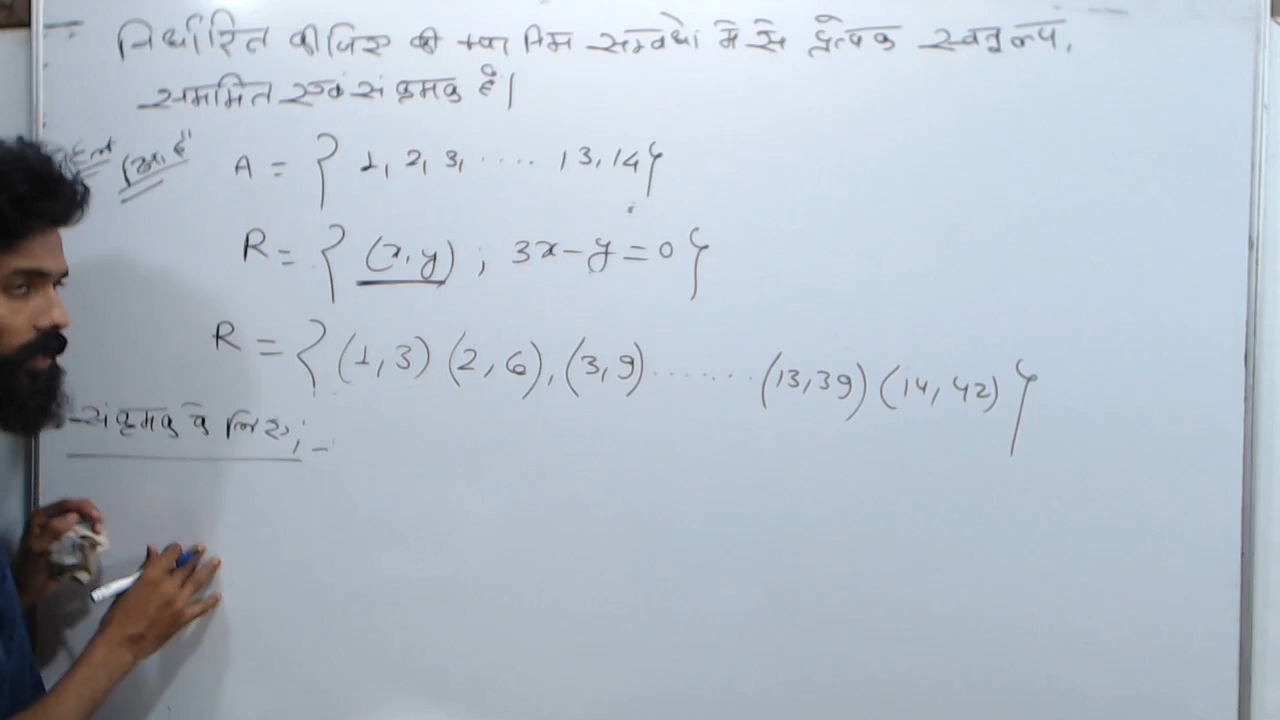 निर्धारित कीजिए की क्या निम्न सम्बंधो मे से प्रत्येक स्वतुल्य,
सममित एवं संक्रमक है।
A = { 1, 2, 3, ..... 13, 14}
R = { (x, y) ; 3x - y = 0 }
R = { (1, 3) (2, 6), (3, 9) ....... (13, 39) (14, 42) }
संक्रमक के लिए ; -